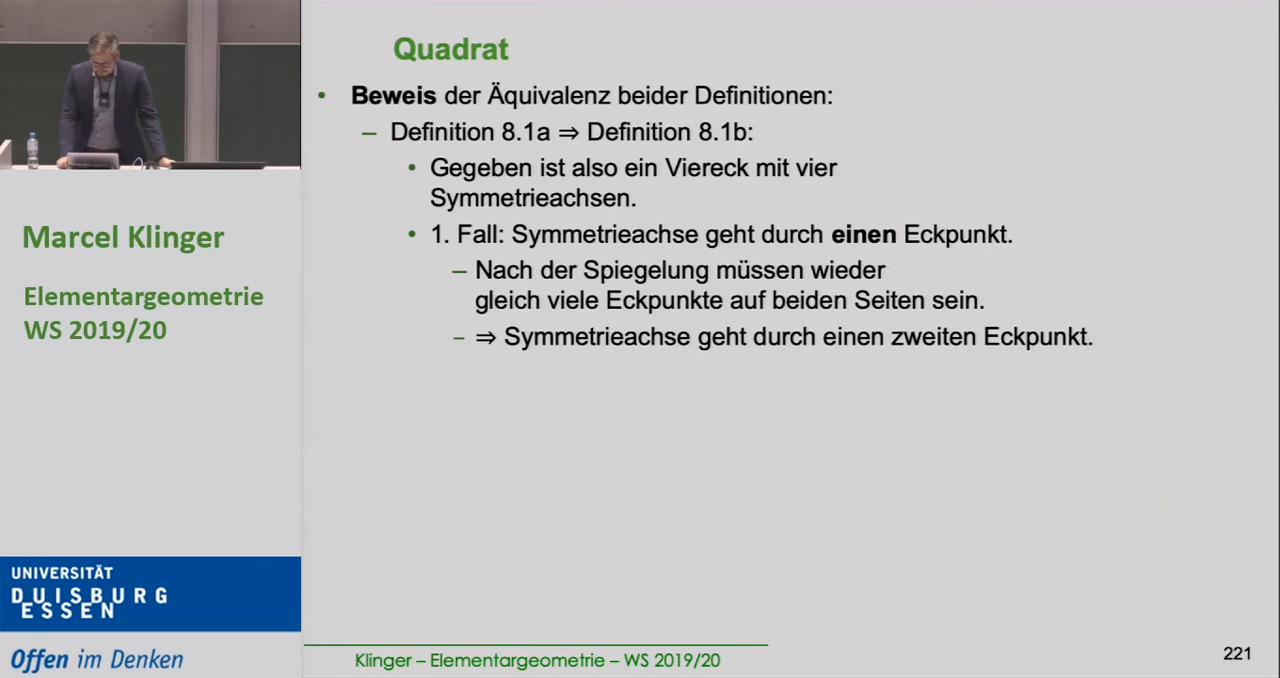 Quadrat
• Beweis der Äquivalenz beider Definitionen:
– Definition 8.1a ⇒ Definition 8.1b:
• Gegeben ist also ein Viereck mit vier
Symmetrieachsen.
• 1. Fall: Symmetrieachse geht durch einen Eckpunkt.
– Nach der Spiegelung müssen wieder
gleich viele Eckpunkte auf beiden Seiten sein.
– ⇒ Symmetrieachse geht durch einen zweiten Eckpunkt.
Marcel Klinger
Elementargeometrie
WS 2019/20
UNIVERSITÄT
DUISBURG
ESSEN
Offen im Denken
Klinger – Elementargeometrie – WS 2019/20
221